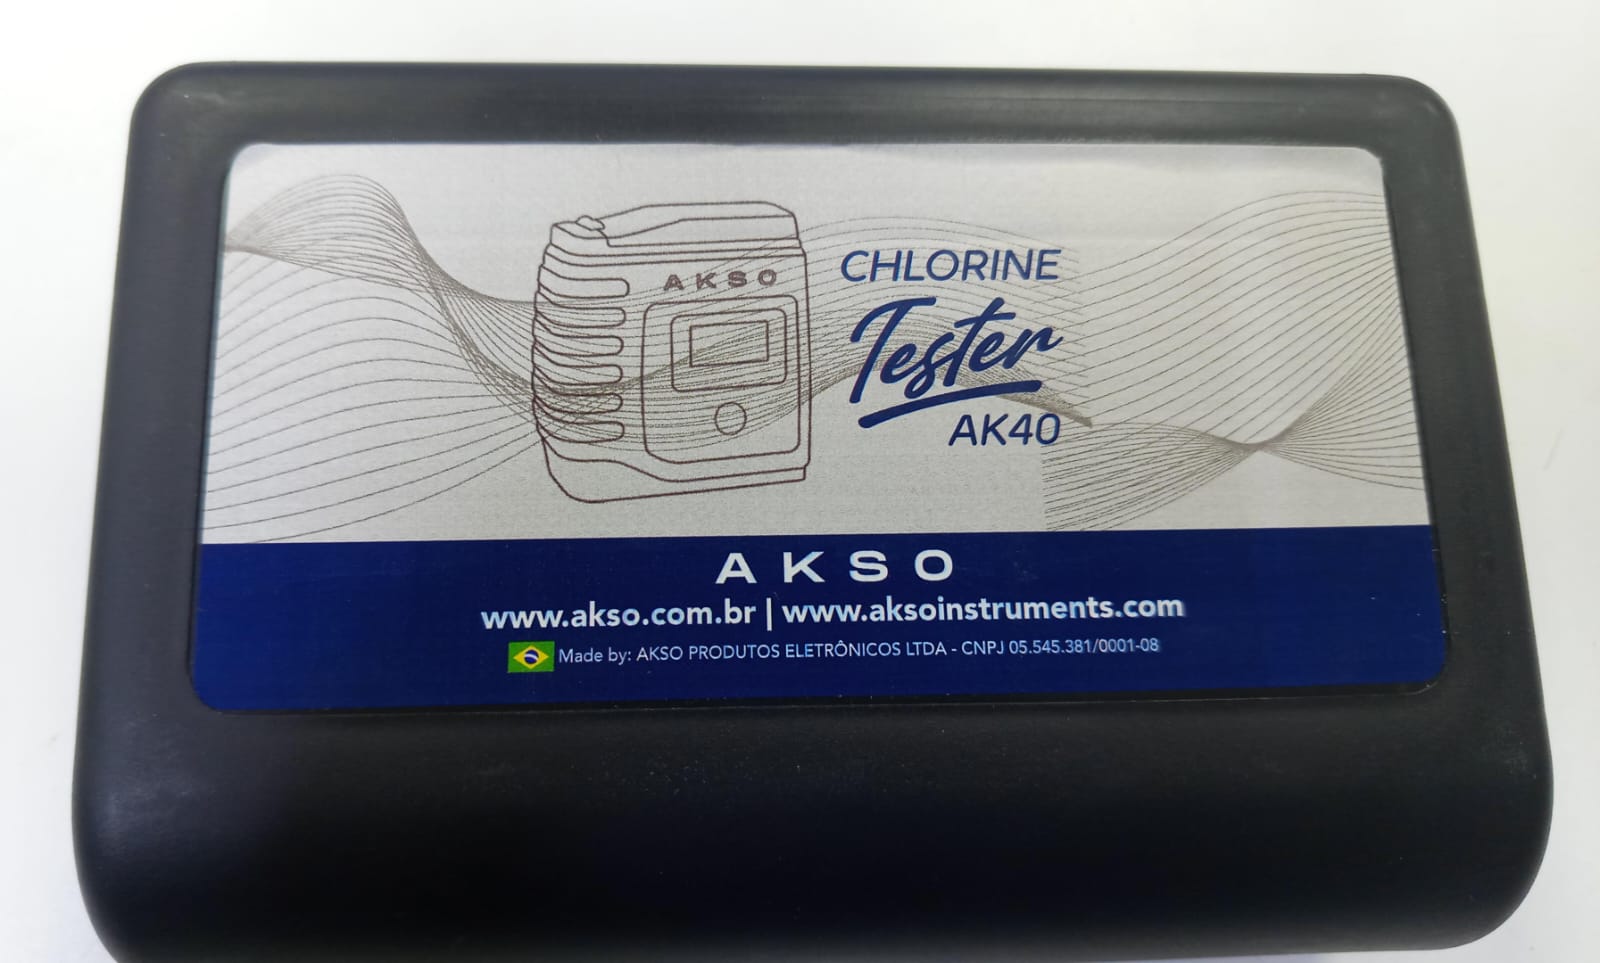 AKSO
CHLORINE
Tester
AK40
AKSO
www.akso.com.br | www.aksoinstruments.com
Made by: AKSO PRODUTOS ELETRÔNICOS LTDA - CNPJ 05.545.381/0001-08